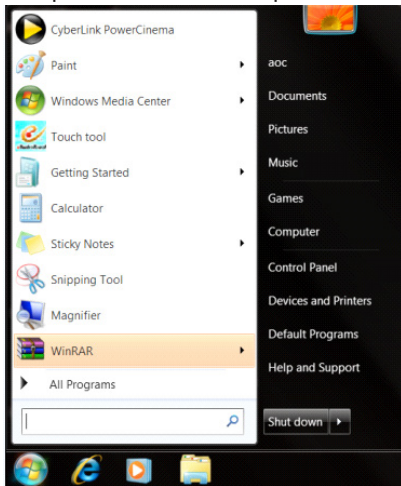 CyberLink PowerCinema
Paint
Windows Media Center
Touch tool
Getting Started
Calculator
Sticky Notes
Snipping Tool
Magnifier
WinRAR
All Programs
aoc
Documents
Pictures
Music
Games
Computer
Control Panel
Devices and Printers
Default Programs
Help and Support
Shut down